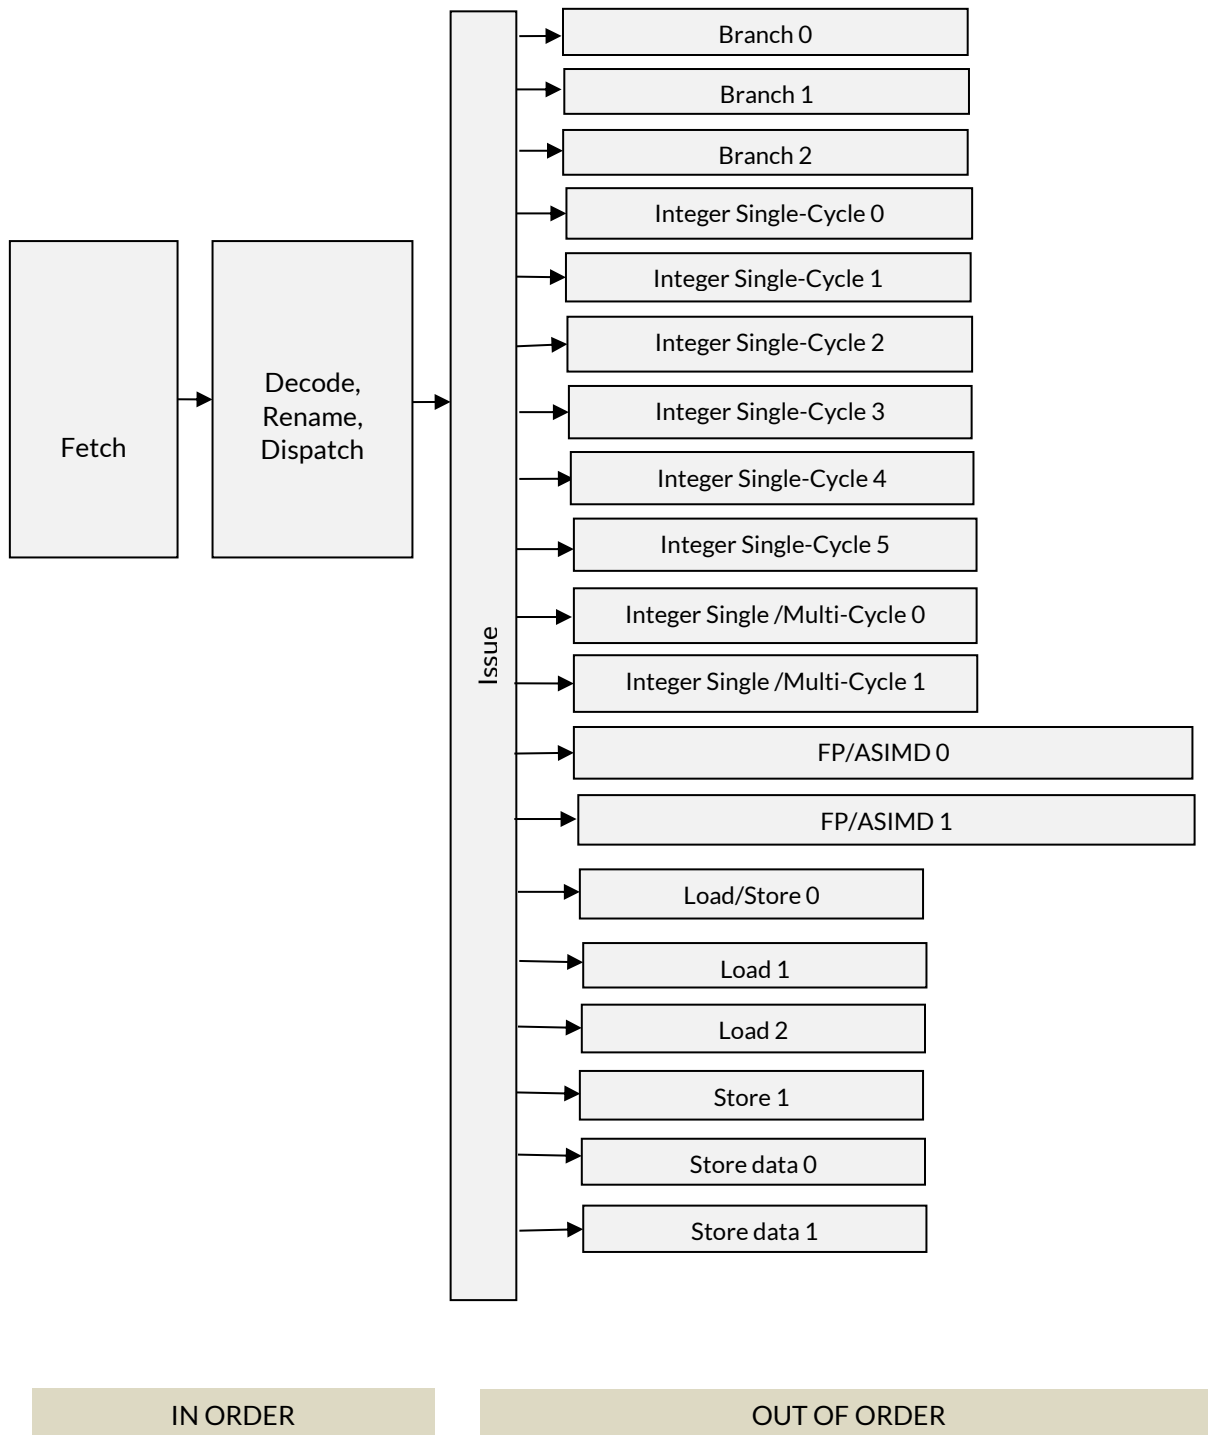 Fetch
Decode,
Rename,
Dispatch
Issue
Branch 0
Branch 1
Branch 2
Integer Single-Cycle 0
Integer Single-Cycle 1
Integer Single-Cycle 2
Integer Single-Cycle 3
Integer Single-Cycle 4
Integer Single-Cycle 5
Integer Single /Multi-Cycle 0
Integer Single /Multi-Cycle 1
FP/ASIMD 0
FP/ASIMD 1
Load/Store 0
Load 1
Load 2
Store 1
Store data 0
Store data 1
IN ORDER
OUT OF ORDER